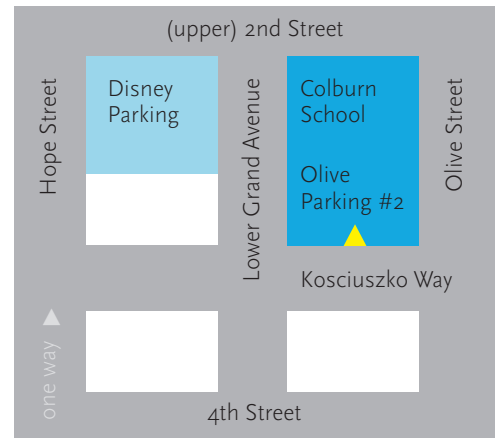 (upper) 2nd Street
Hope Street
Disney
Parking
Lower Grand Avenue
Colburn
School
Olive
Parking #2
Olive Street
Kosciuszko Way
one way
4th Street